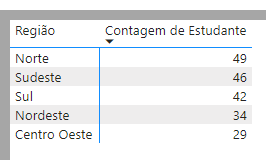 Região Contagem de Estudante
Norte 49
Sudeste 46
Sul 42
Nordeste 34
Centro Oeste 29